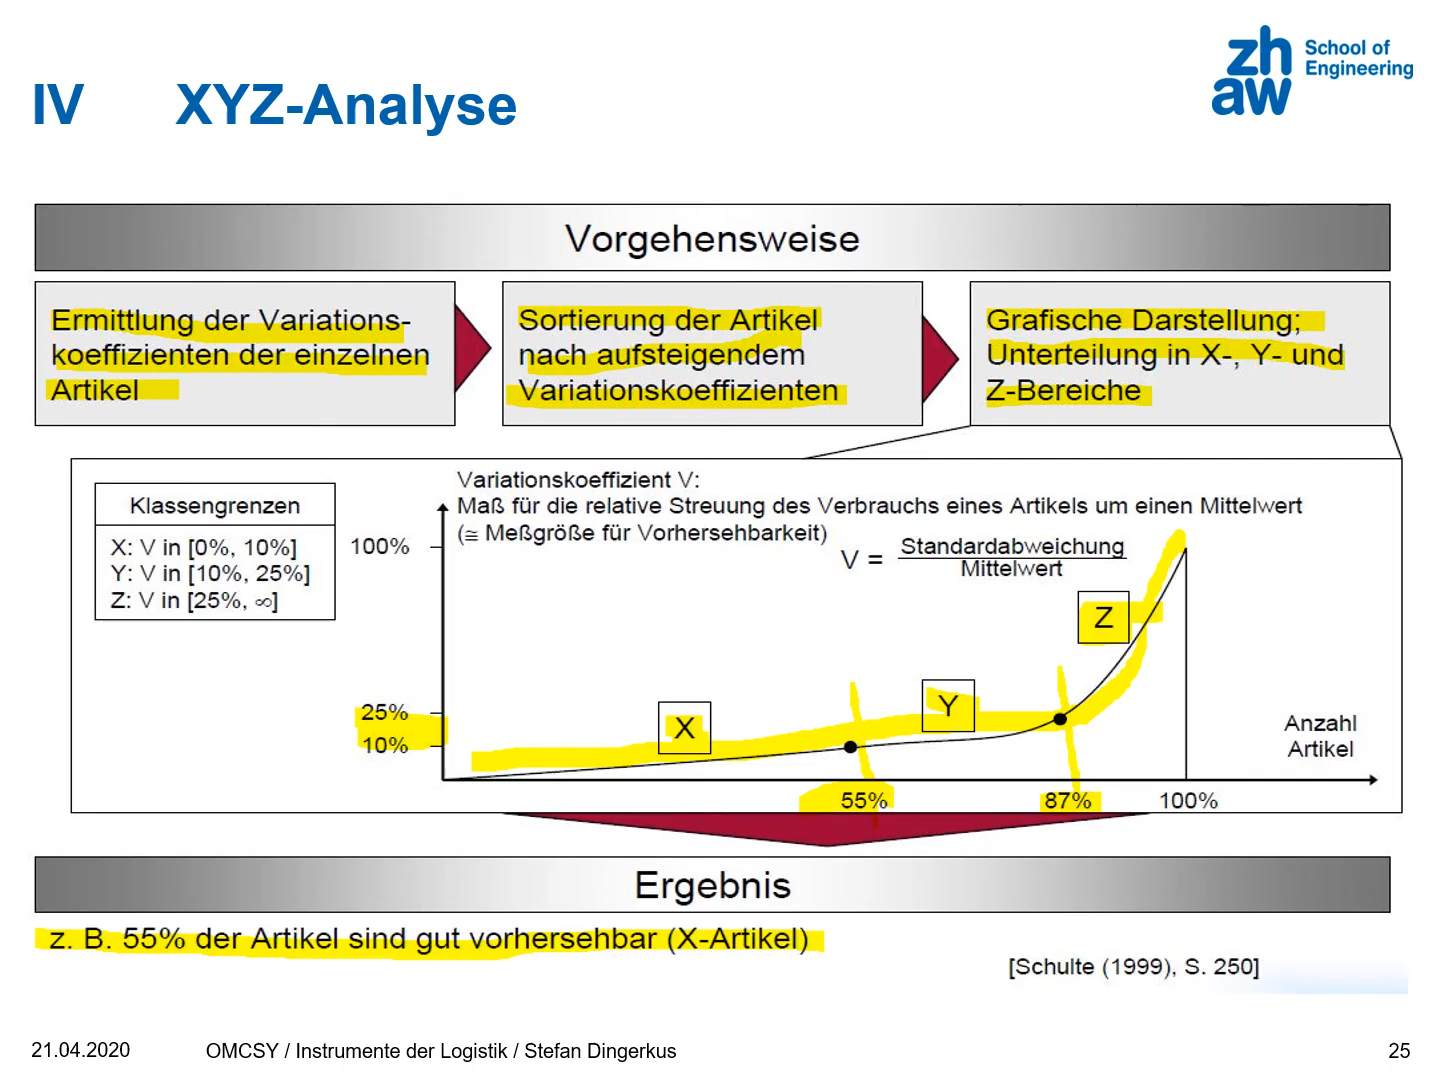 zh
aw
School of
Engineering
IV XYZ-Analyse
Vorgehensweise
Ermittlung der Variations-
koeffizienten der einzelnen
Artikel
Sortierung der Artikel
nach aufsteigendem
Variationskoeffizienten
Grafische Darstellung;
Unterteilung in X-, Y- und
Z-Bereiche
Klassengrenzen
X: V in [0%, 10%]
Y: V in [10%, 25%]
Z: V in [25%, ∞]
Variationskoeffizient V:
Maß für die relative Streuung des Verbrauchs eines Artikels um einen Mittelwert
(≅ Meßgröße für Vorhersehbarkeit)
V = Standardabweichung
Mittelwert
100%
25%
10%
X
Y
Z
Anzahl
Artikel
55%
87%
100%
Ergebnis
z. B. 55% der Artikel sind gut vorhersehbar (X-Artikel)
[Schulte (1999), S. 250]
21.04.2020
OMCSY / Instrumente der Logistik / Stefan Dingerkus
25